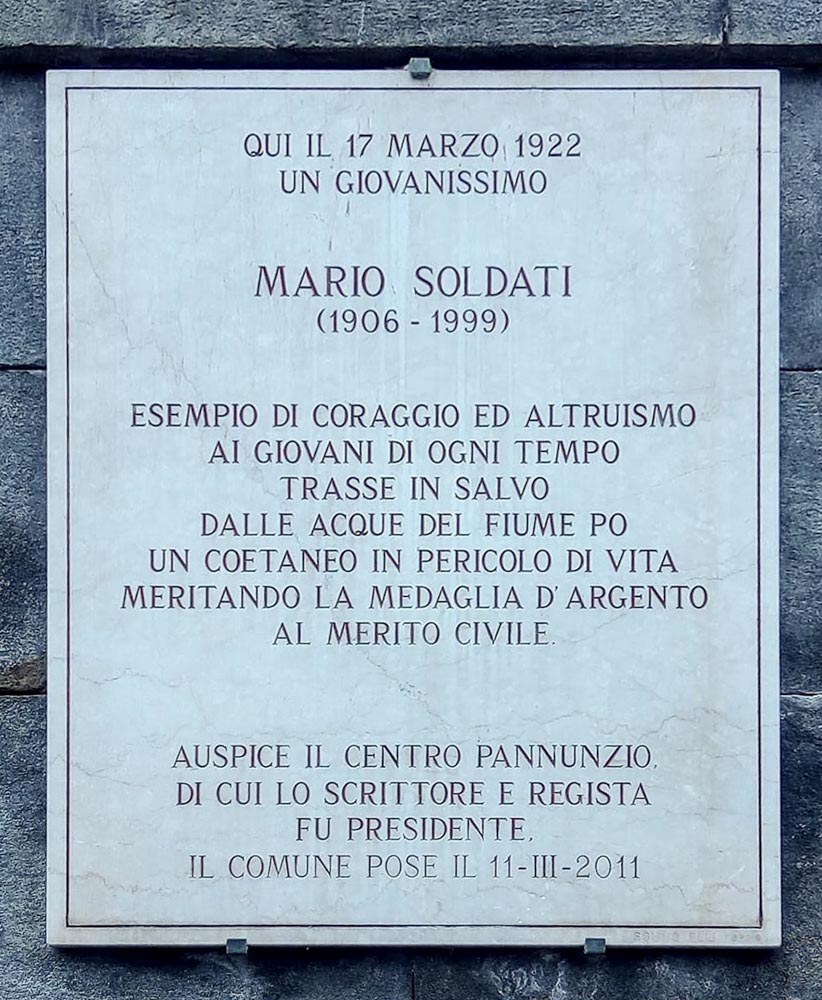 QUI IL 17 MARZO 1922
UN GIOVANISSIMO
MARIO SOLDATI
(1906 - 1999)
ESEMPIO DI CORAGGIO ED ALTRUISMO
AI GIOVANI DI OGNI TEMPO
TRASSE IN SALVO
DALLE ACQUE DEL FIUME PO
UN COETANEO IN PERICOLO DI VITA
MERITANDO LA MEDAGLIA D'ARGENTO
AL MERITO CIVILE.
AUSPICE IL CENTRO PANNUNZIO,
DI CUI LO SCRITTORE E REGISTA
FU PRESIDENTE,
IL COMUNE POSE IL 11-III-2011